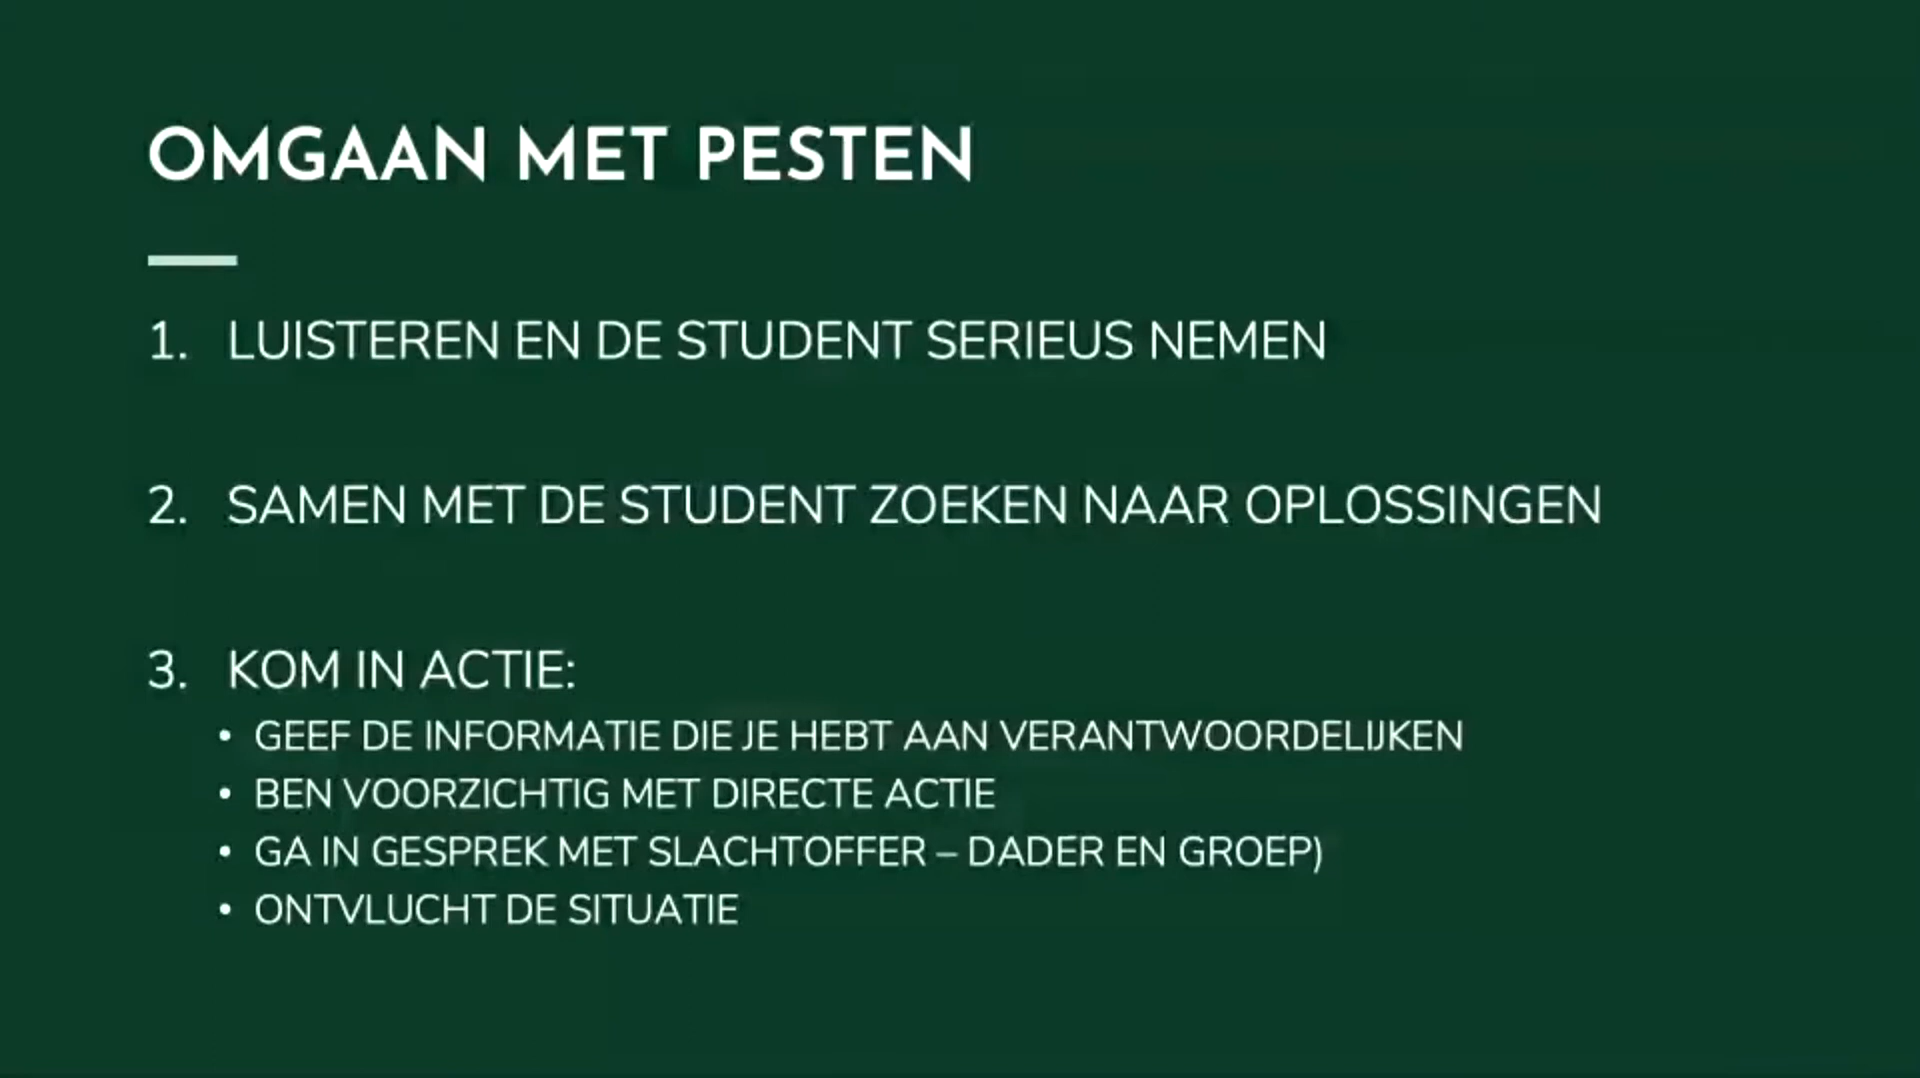 OMGAAN MET PESTEN
1. LUISTEREN EN DE STUDENT SERIEUS NEMEN
2. SAMEN MET DE STUDENT ZOEKEN NAAR OPLOSSINGEN
3. KOM IN ACTIE:
• GEEF DE INFORMATIE DIE JE HEBT AAN VERANTWOORDELIJKEN
• BEN VOORZICHTIG MET DIRECTE ACTIE
• GA IN GESPREK MET SLACHTOFFER – DADER EN GROEP)
• ONTVLUCHT DE SITUATIE